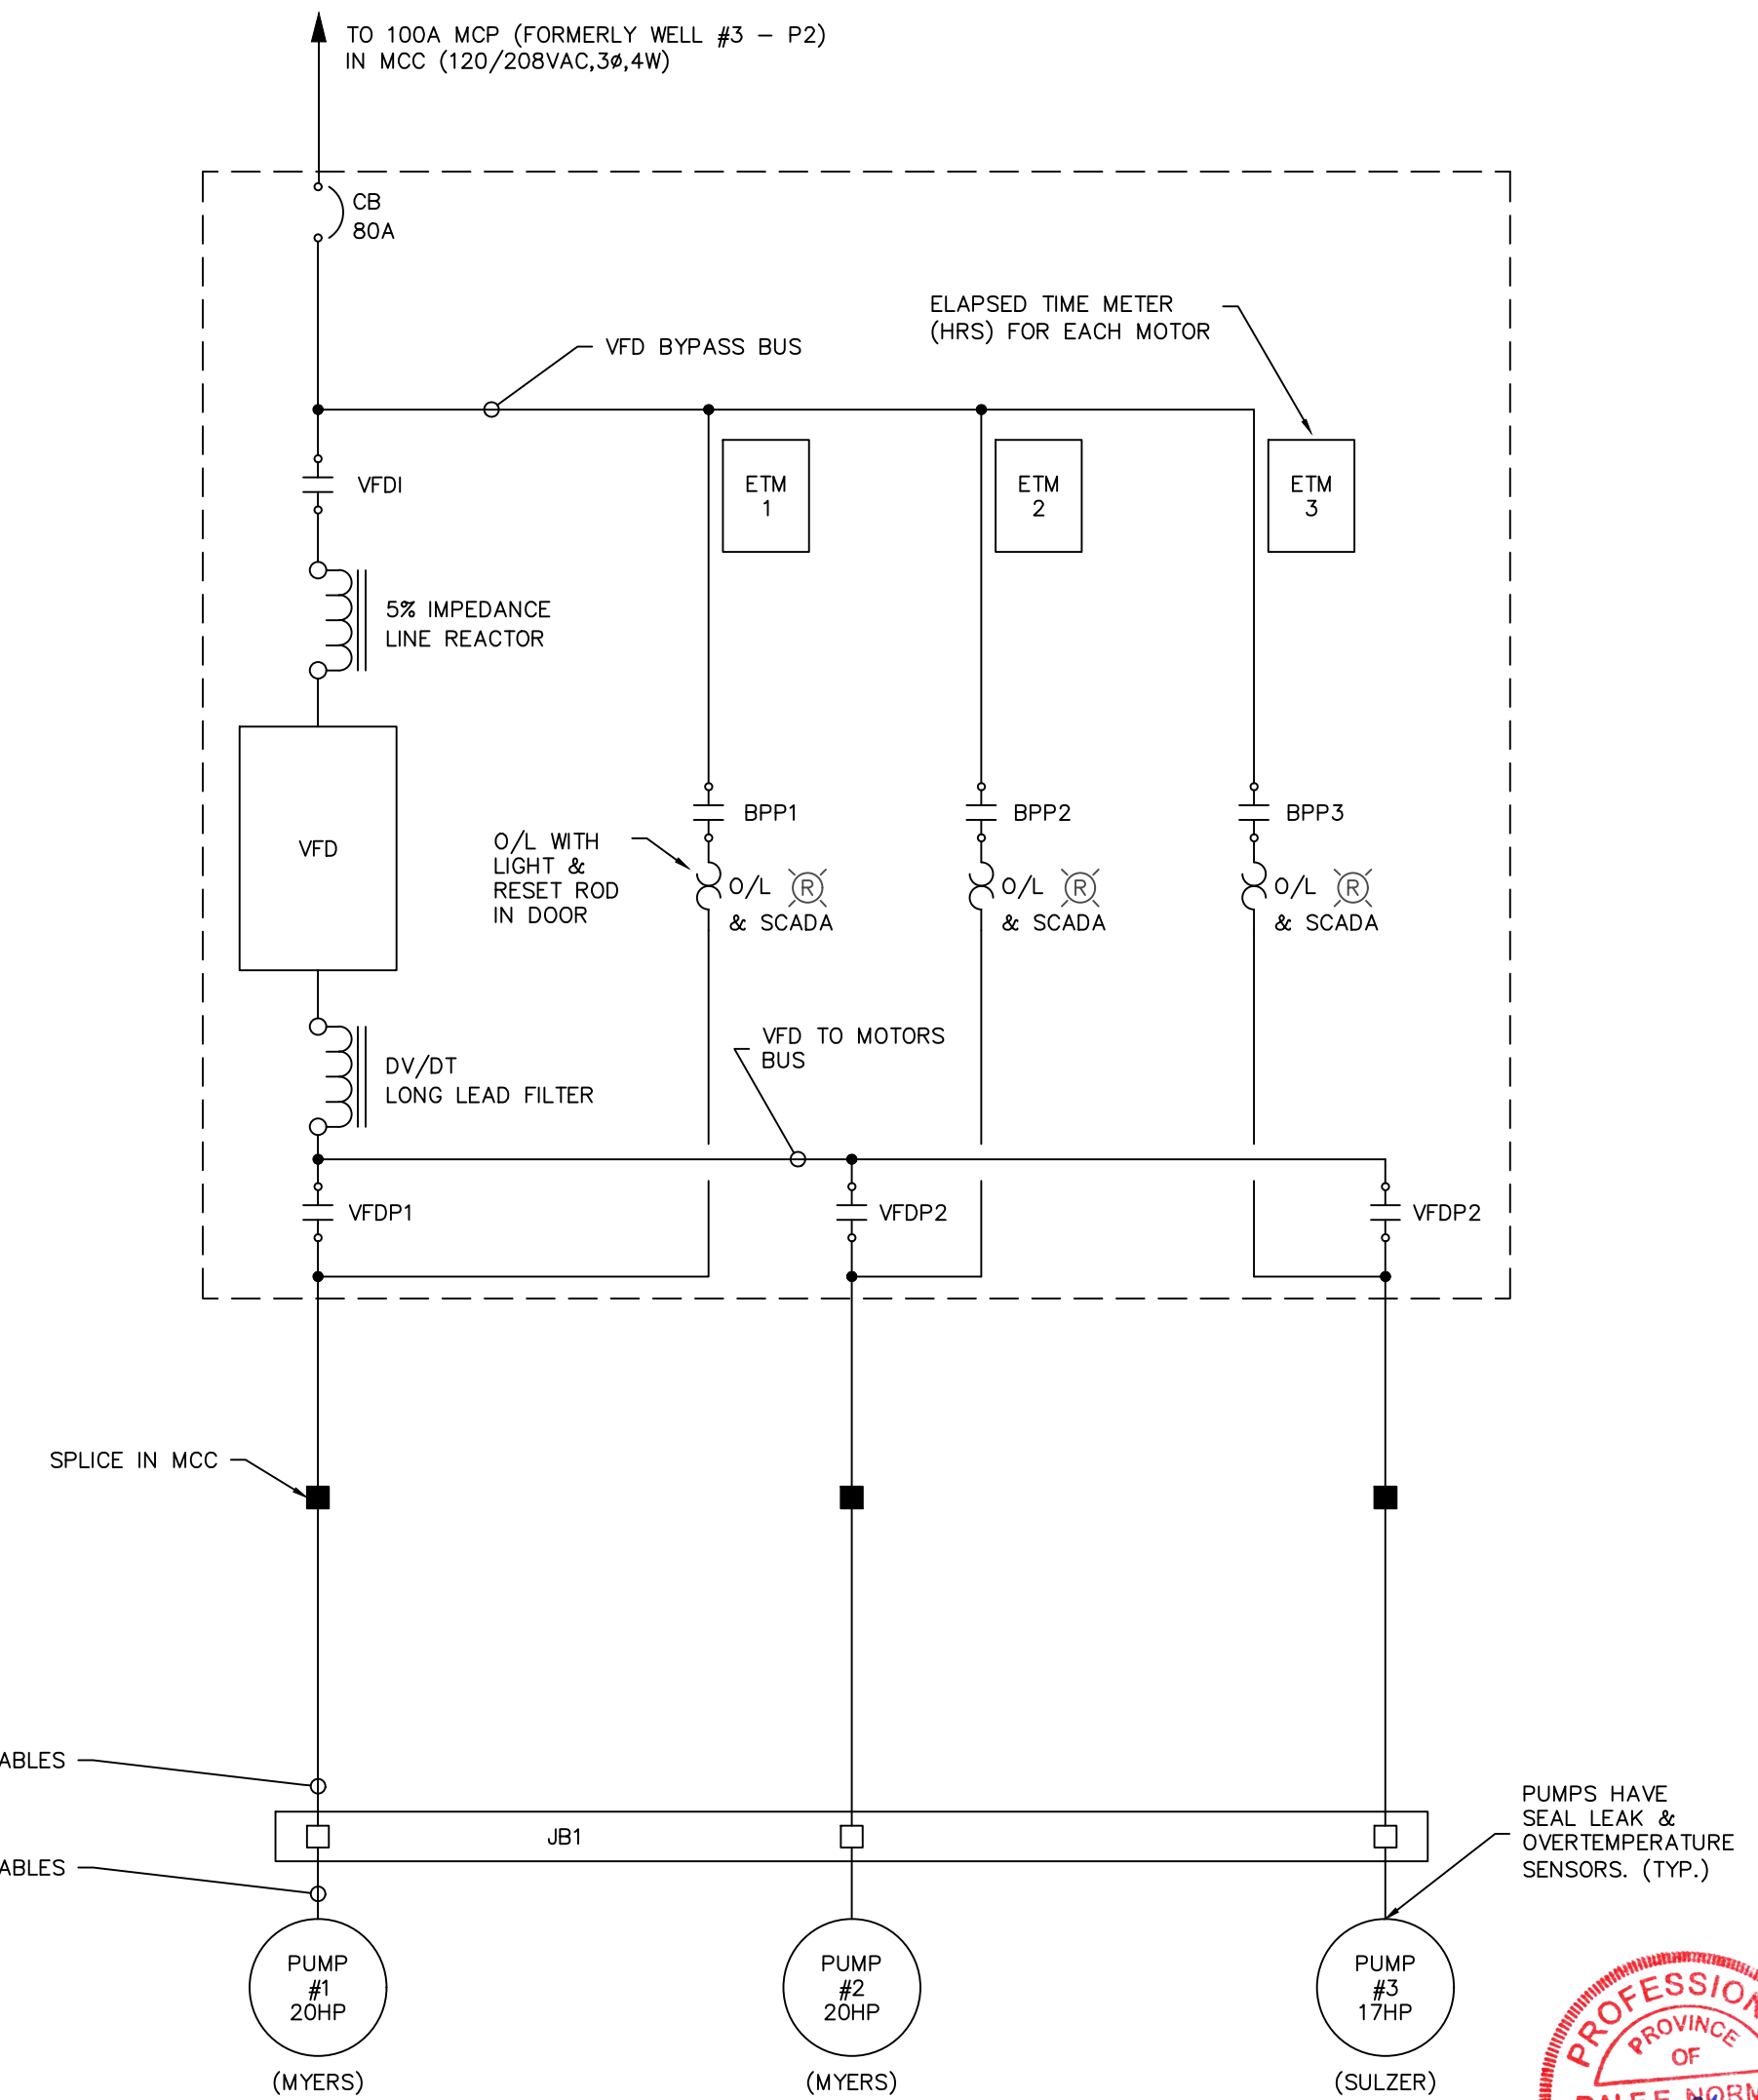 TO 100A MCP (FORMERLY WELL #3 – P2)
IN MCC (120/208VAC,3ø,4W)
CB
80A
ELAPSED TIME METER
(HRS) FOR EACH MOTOR
VFD BYPASS BUS
VFDI
ETM
1
ETM
2
ETM
3
5% IMPEDANCE
LINE REACTOR
VFD
BPP1
BPP2
BPP3
O/L WITH
LIGHT &
RESET ROD
IN DOOR
O/L R
& SCADA
O/L R
& SCADA
O/L R
& SCADA
VFD TO MOTORS
BUS
DV/DT
LONG LEAD FILTER
VFDP1
VFDP2
VFDP2
SPLICE IN MCC
ABLES
JB1
ABLES
PUMPS HAVE
SEAL LEAK &
OVERTEMPERATURE
SENSORS. (TYP.)
PUMP
#1
20HP
PUMP
#2
20HP
PUMP
#3
17HP
(MYERS)
(MYERS)
(SULZER)
PROFESSION
PROVINCE
OF